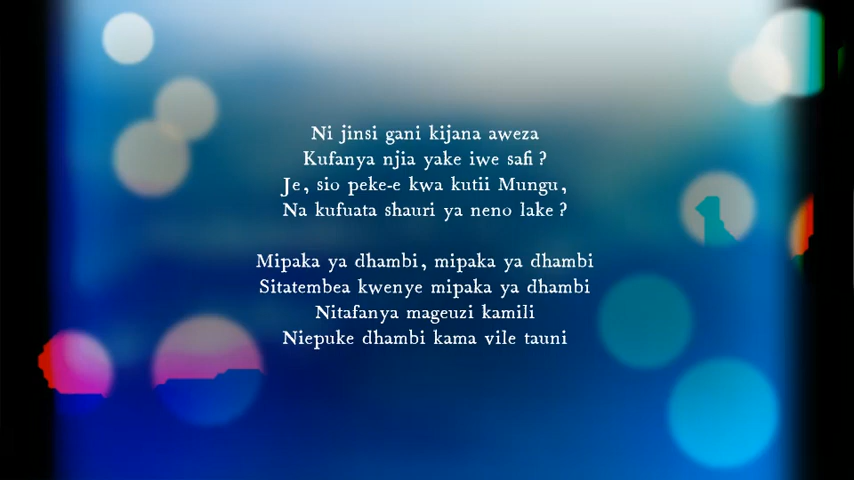 Ni jinsi gani kijana aweza
Kufanya njia yake iwe safi ?
Je, sio peke-e kwa kutii Mungu,
Na kufuata shauri ya neno lake ?
Mipaka ya dhambi, mipaka ya dhambi
Sitatembea kwenye mipaka ya dhambi
Nitafanya mageuzi kamili
Niepuke dhambi kama vile tauni